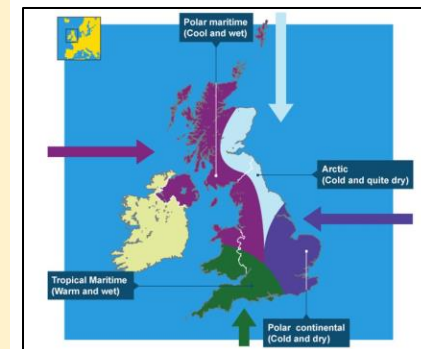 Polar maritime
(Cool and wet)
Arctic
(Cold and quite dry)
Tropical Maritime
(Warm and wet)
Polar continental
(Cold and dry)